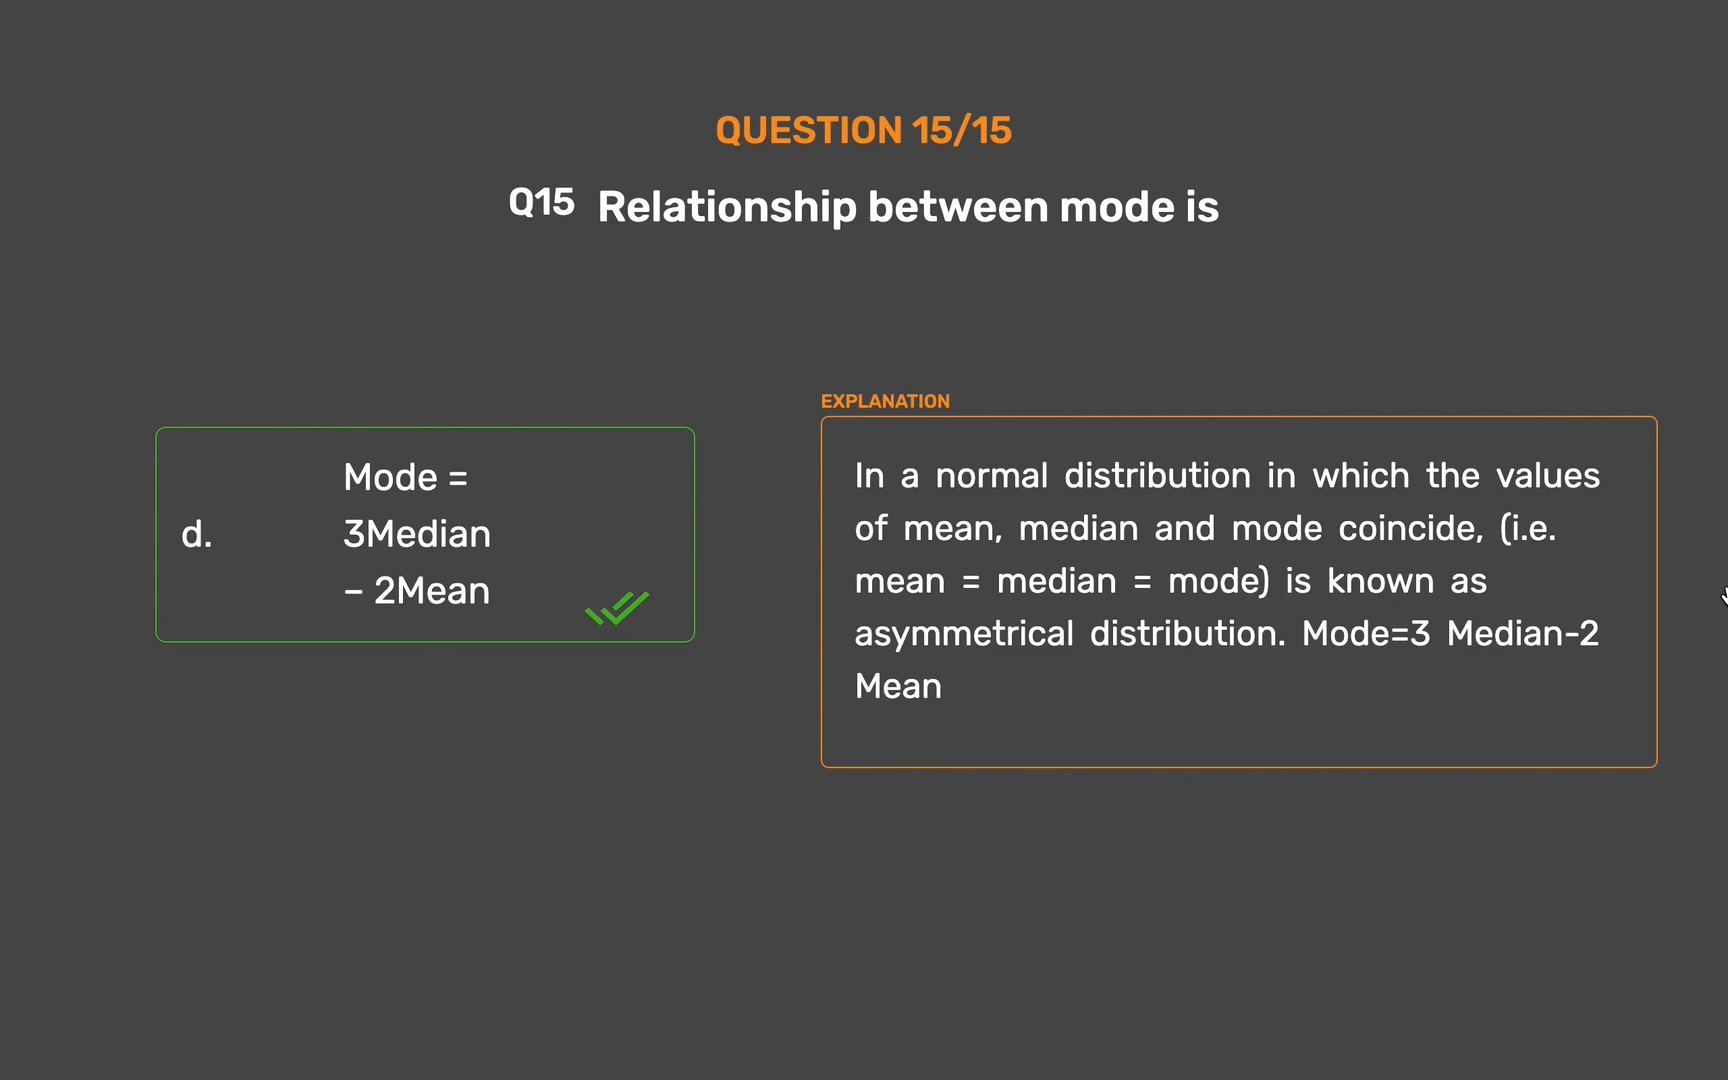 QUESTION 15/15
Q15 Relationship between mode is
d.
Mode =
3Median
– 2Mean
EXPLANATION
In a normal distribution in which the values
of mean, median and mode coincide, (i.e.
mean = median = mode) is known as
asymmetrical distribution. Mode=3 Median-2
Mean